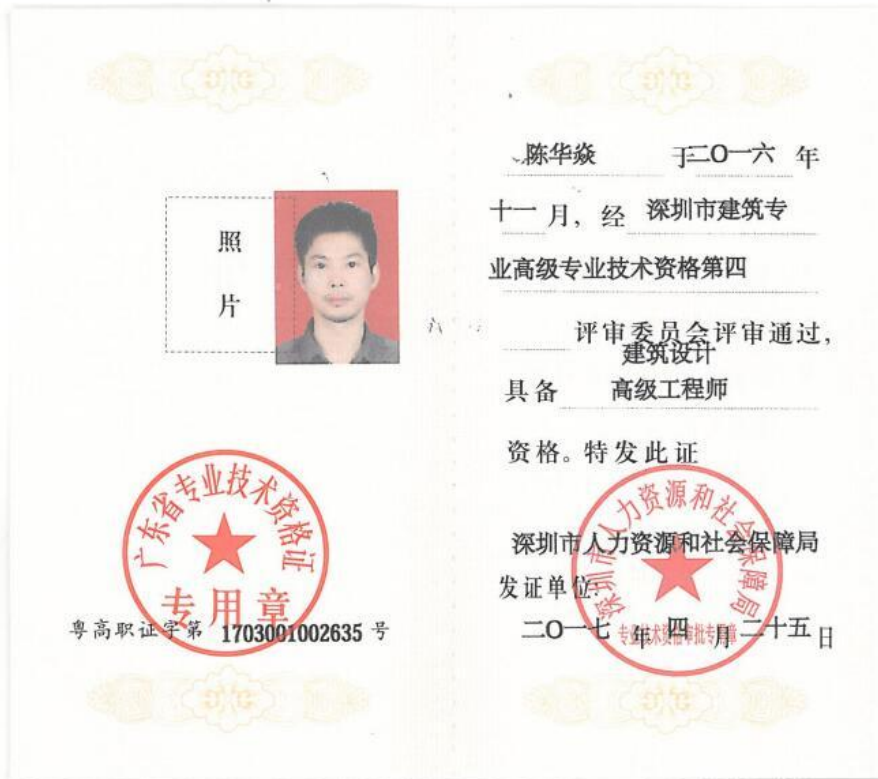 照
片
广东省专业技术资格证
专用章
粤高职证字第 1703001002635 号
陈华焱 于二〇一六 年
十一 月，经 深圳市建筑专
业高级专业技术资格第四
评审委员会评审通过，
建筑设计
具备 高级工程师
资格。特发此证
深圳市人力资源和社会保障局
深圳市人力资源和社会保障局
发证单位:
专业技术资格审批专用章
二〇一七 年 四 月 二十五 日